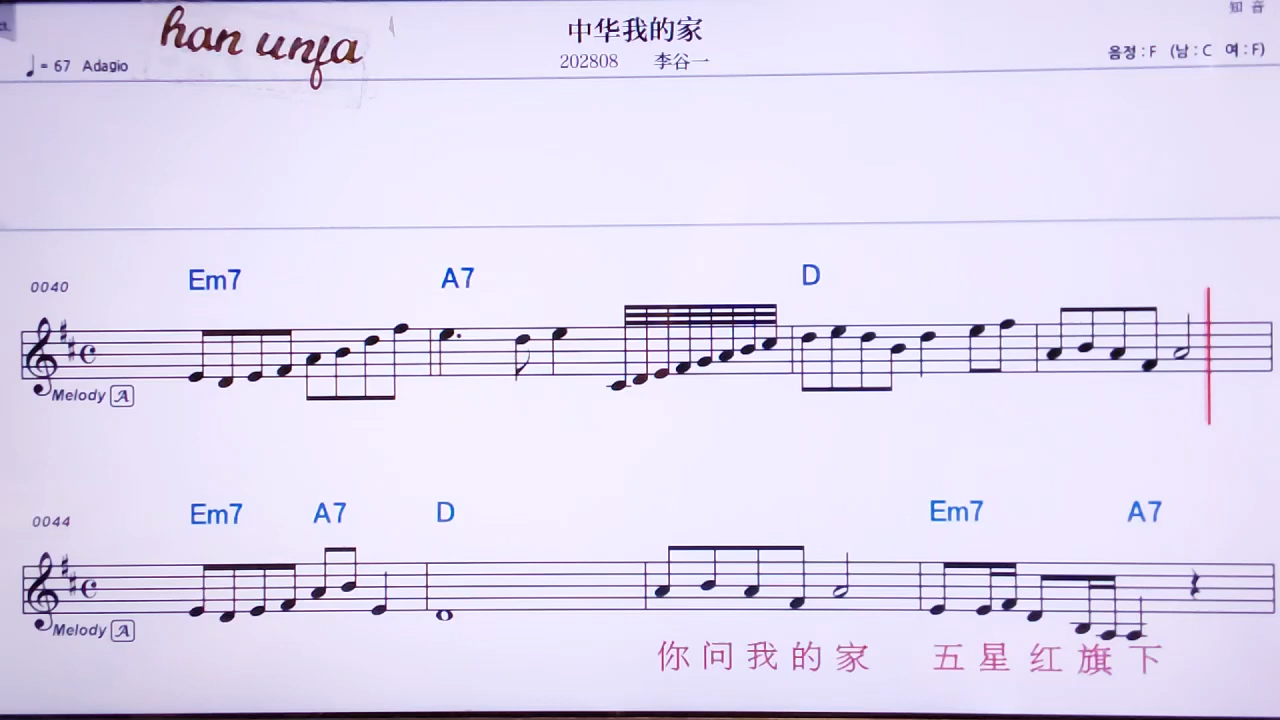 知 音
han unfa
中华我的家
♩= 67 Adagio
202808 李谷一
음정 : F (남 : C 여 : F)
0040
Em7 A7 D
Melody A
0044
Em7 A7 D Em7 A7
Melody A
你 问 我 的 家 五 星 红 旗 下